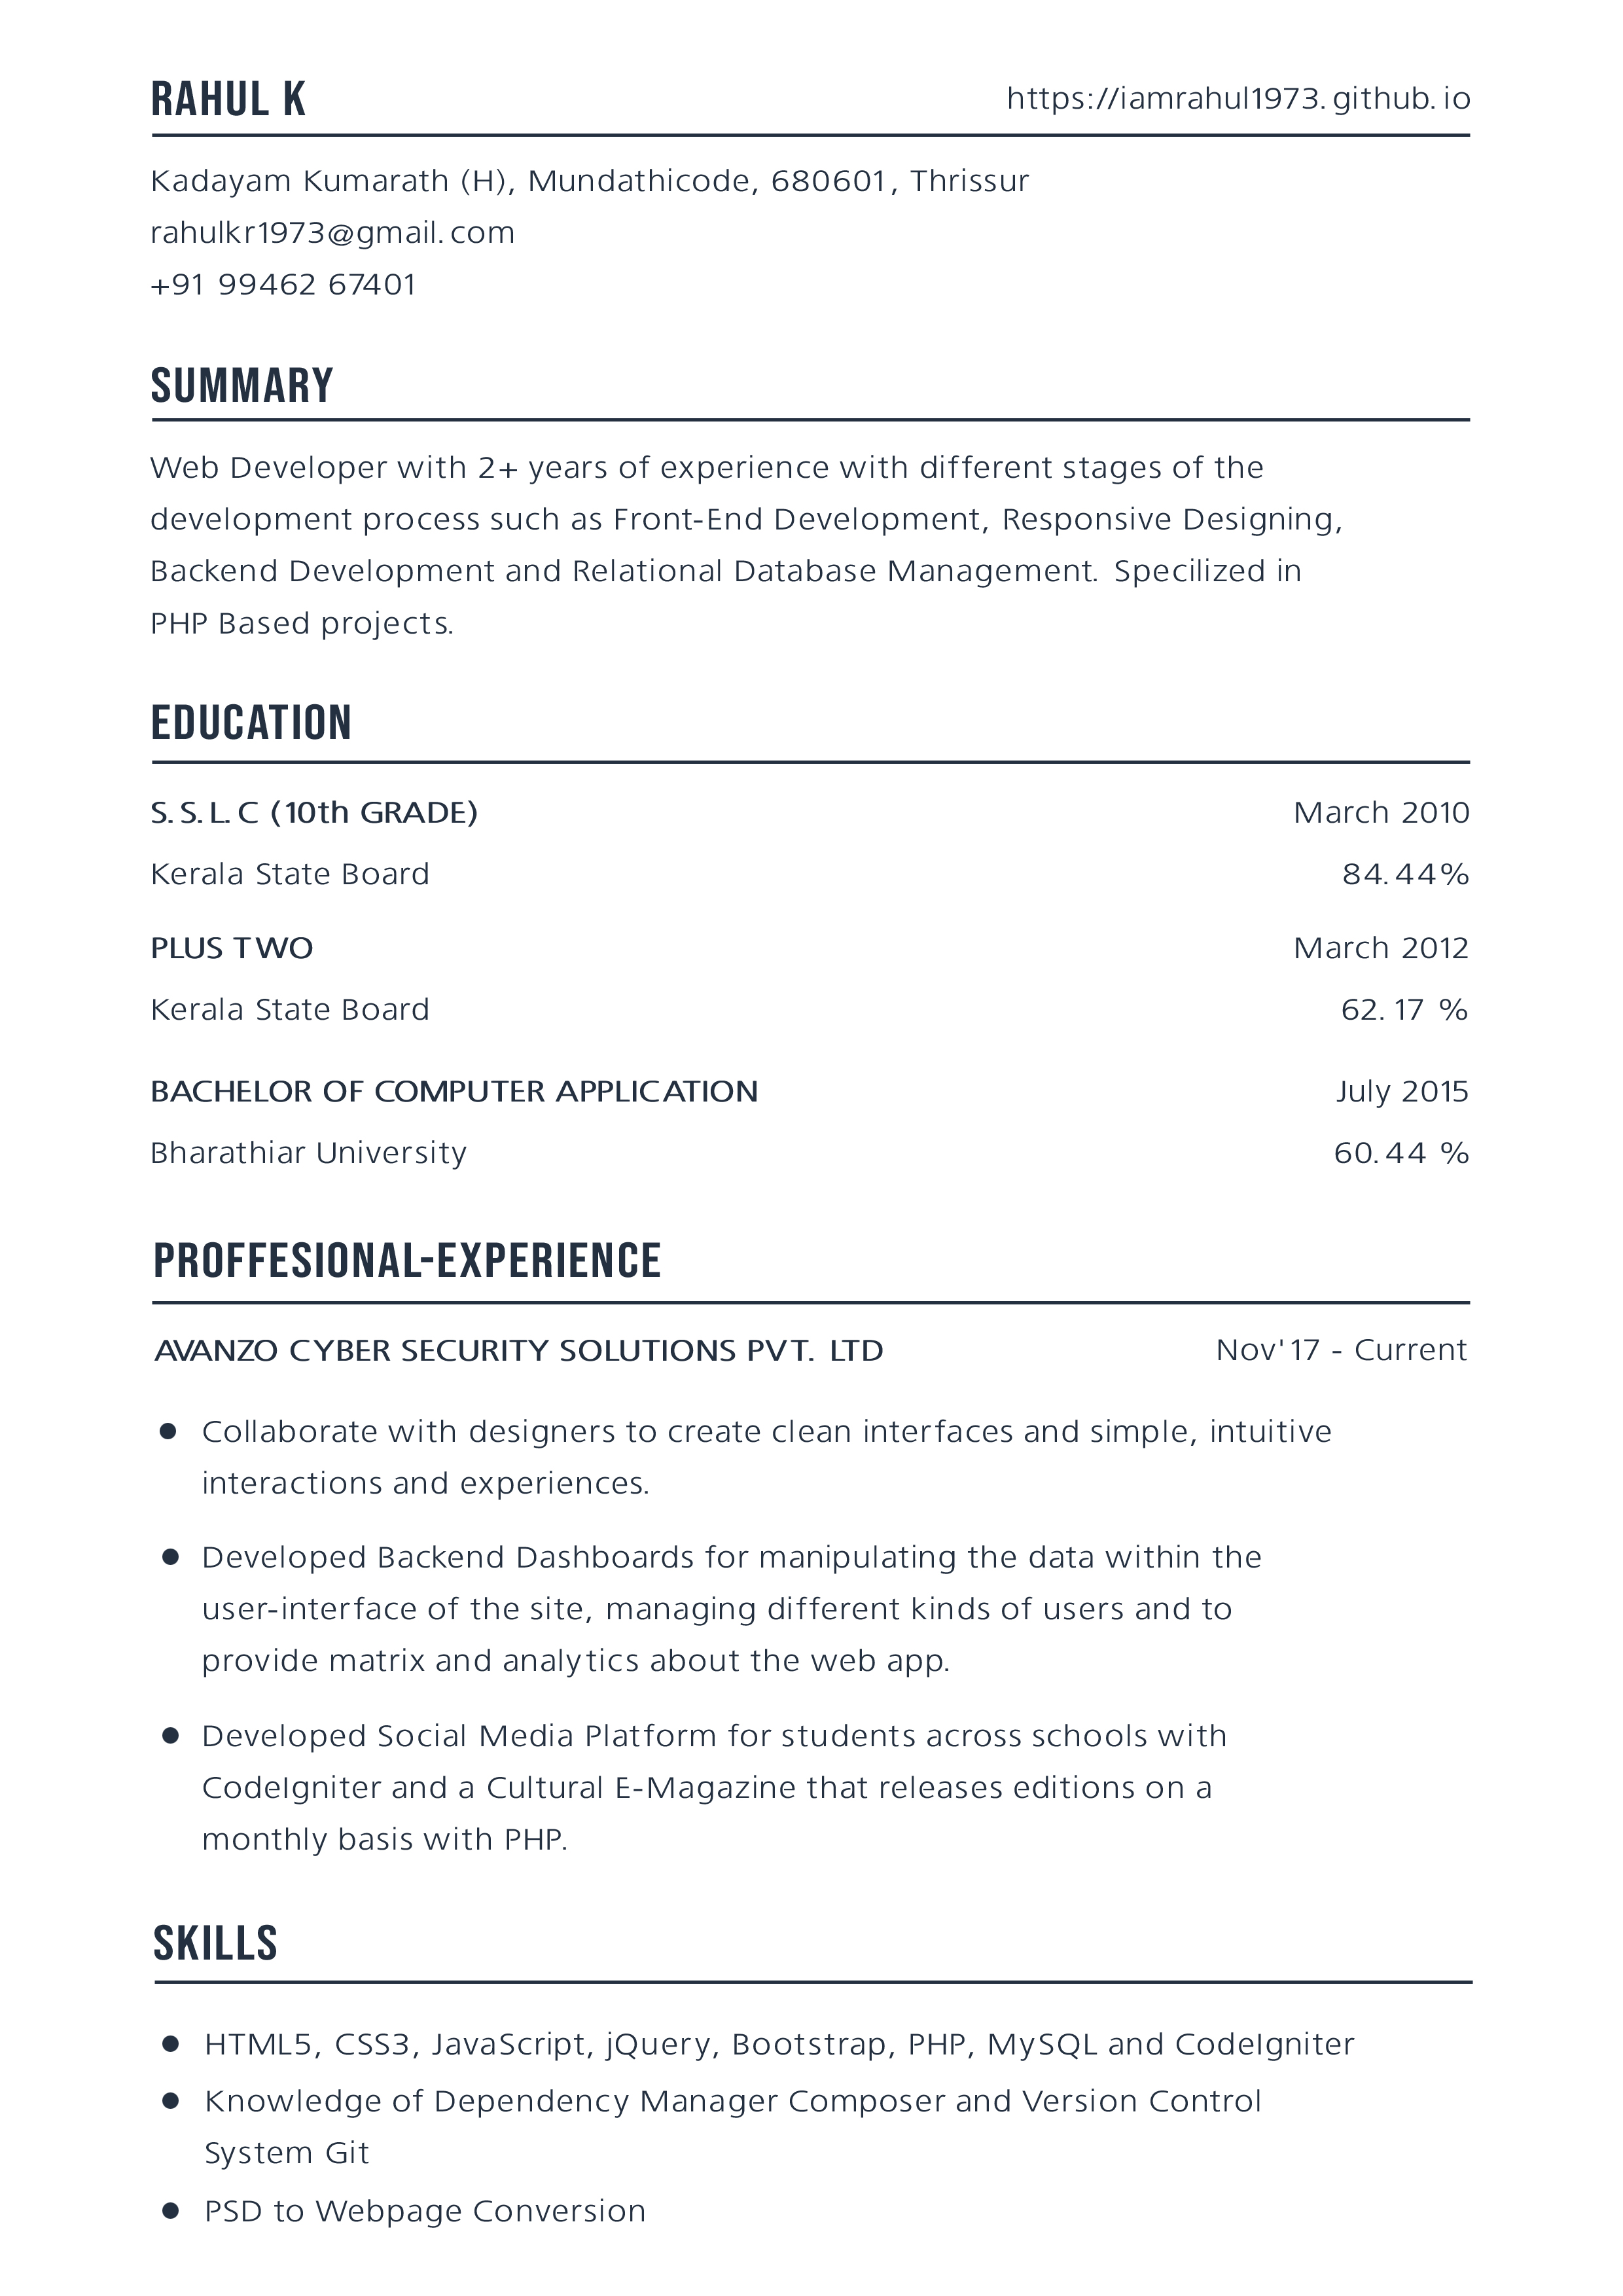 RAHUL K
https://iamrahul1973.github.io
Kadayam Kumarath (H), Mundathicode, 680601, Thrissur
rahulkr1973@gmail.com
+91 99462 67401
SUMMARY
Web Developer with 2+ years of experience with different stages of the
development process such as Front-End Development, Responsive Designing,
Backend Development and Relational Database Management. Specilized in
PHP Based projects.
EDUCATION
S.S.L.C (10th GRADE) March 2010
Kerala State Board 84.44%
PLUS TWO March 2012
Kerala State Board 62.17 %
BACHELOR OF COMPUTER APPLICATION July 2015
Bharathiar University 60.44 %
PROFFESIONAL-EXPERIENCE
AVANZO CYBER SECURITY SOLUTIONS PVT. LTD Nov'17 - Current
● Collaborate with designers to create clean interfaces and simple, intuitive
interactions and experiences.
● Developed Backend Dashboards for manipulating the data within the
user-interface of the site, managing different kinds of users and to
provide matrix and analytics about the web app.
● Developed Social Media Platform for students across schools with
CodeIgniter and a Cultural E-Magazine that releases editions on a
monthly basis with PHP.
SKILLS
● HTML5, CSS3, JavaScript, jQuery, Bootstrap, PHP, MySQL and CodeIgniter
● Knowledge of Dependency Manager Composer and Version Control
System Git
● PSD to Webpage Conversion